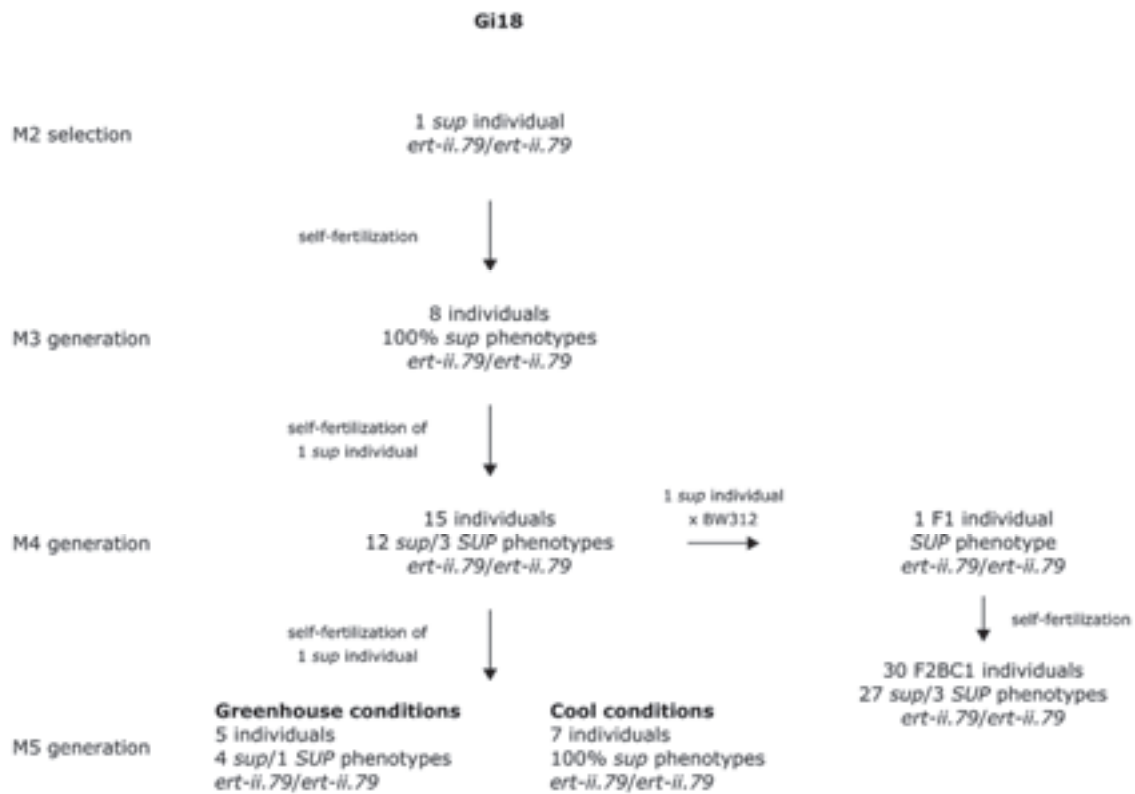 Gi18
M2 selection
1 sup individual
ert-ii.79/ert-ii.79
self-fertilization
M3 generation
8 individuals
100% sup phenotypes
ert-ii.79/ert-ii.79
self-fertilization of
1 sup individual
M4 generation
15 individuals
12 sup/3 SUP phenotypes
ert-ii.79/ert-ii.79
1 sup individual
x BW312
1 F1 individual
SUP phenotype
ert-ii.79/ert-ii.79
self-fertilization
30 F2BC1 individuals
27 sup/3 SUP phenotypes
ert-ii.79/ert-ii.79
self-fertilization of
1 sup individual
M5 generation
Greenhouse conditions
5 individuals
4 sup/1 SUP phenotypes
ert-ii.79/ert-ii.79
Cool conditions
7 individuals
100% sup phenotypes
ert-ii.79/ert-ii.79